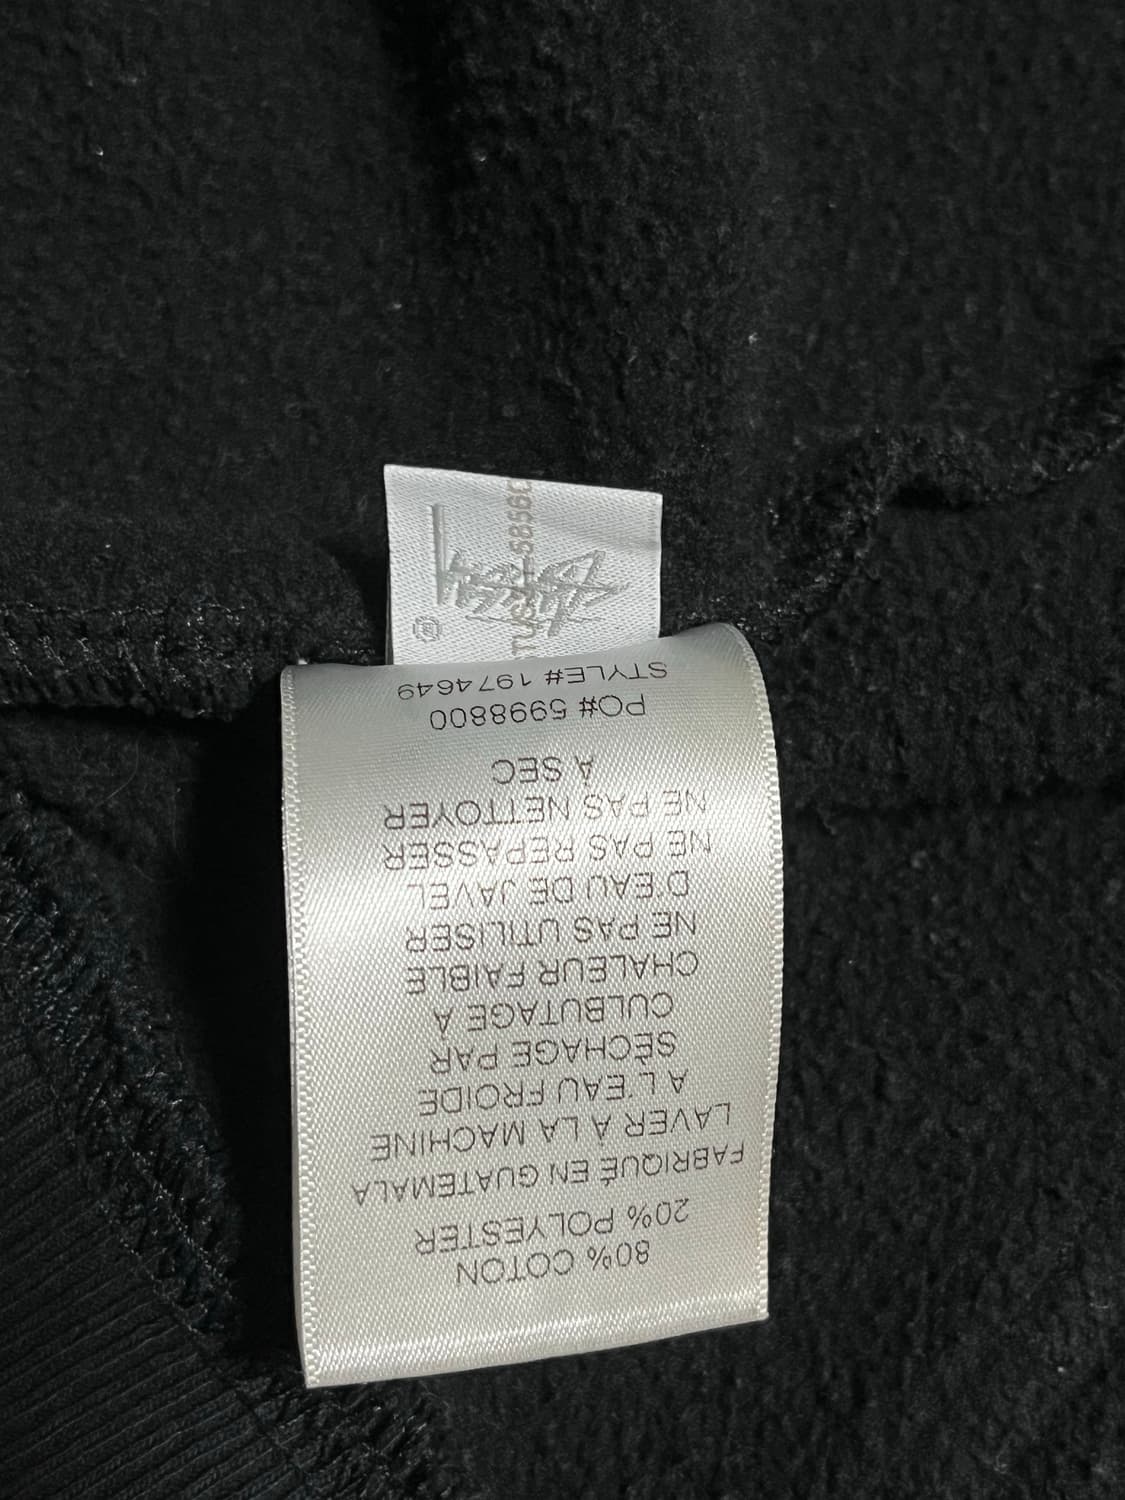 80% COTON
20% POLYESTER
FABRIQUÉ EN GUATEMALA
LAVER À LA MACHINE
A L'EAU FROIDE
SÉCHAGE PAR
CULBUTAGE À
CHALEUR FAIBLE
NE PAS UTILISER
D'EAU DE JAVEL
NE PAS REPASSER
NE PAS NETTOYER
À SEC
PO# 5998800
STYLE# 1974649
Stüssy ®